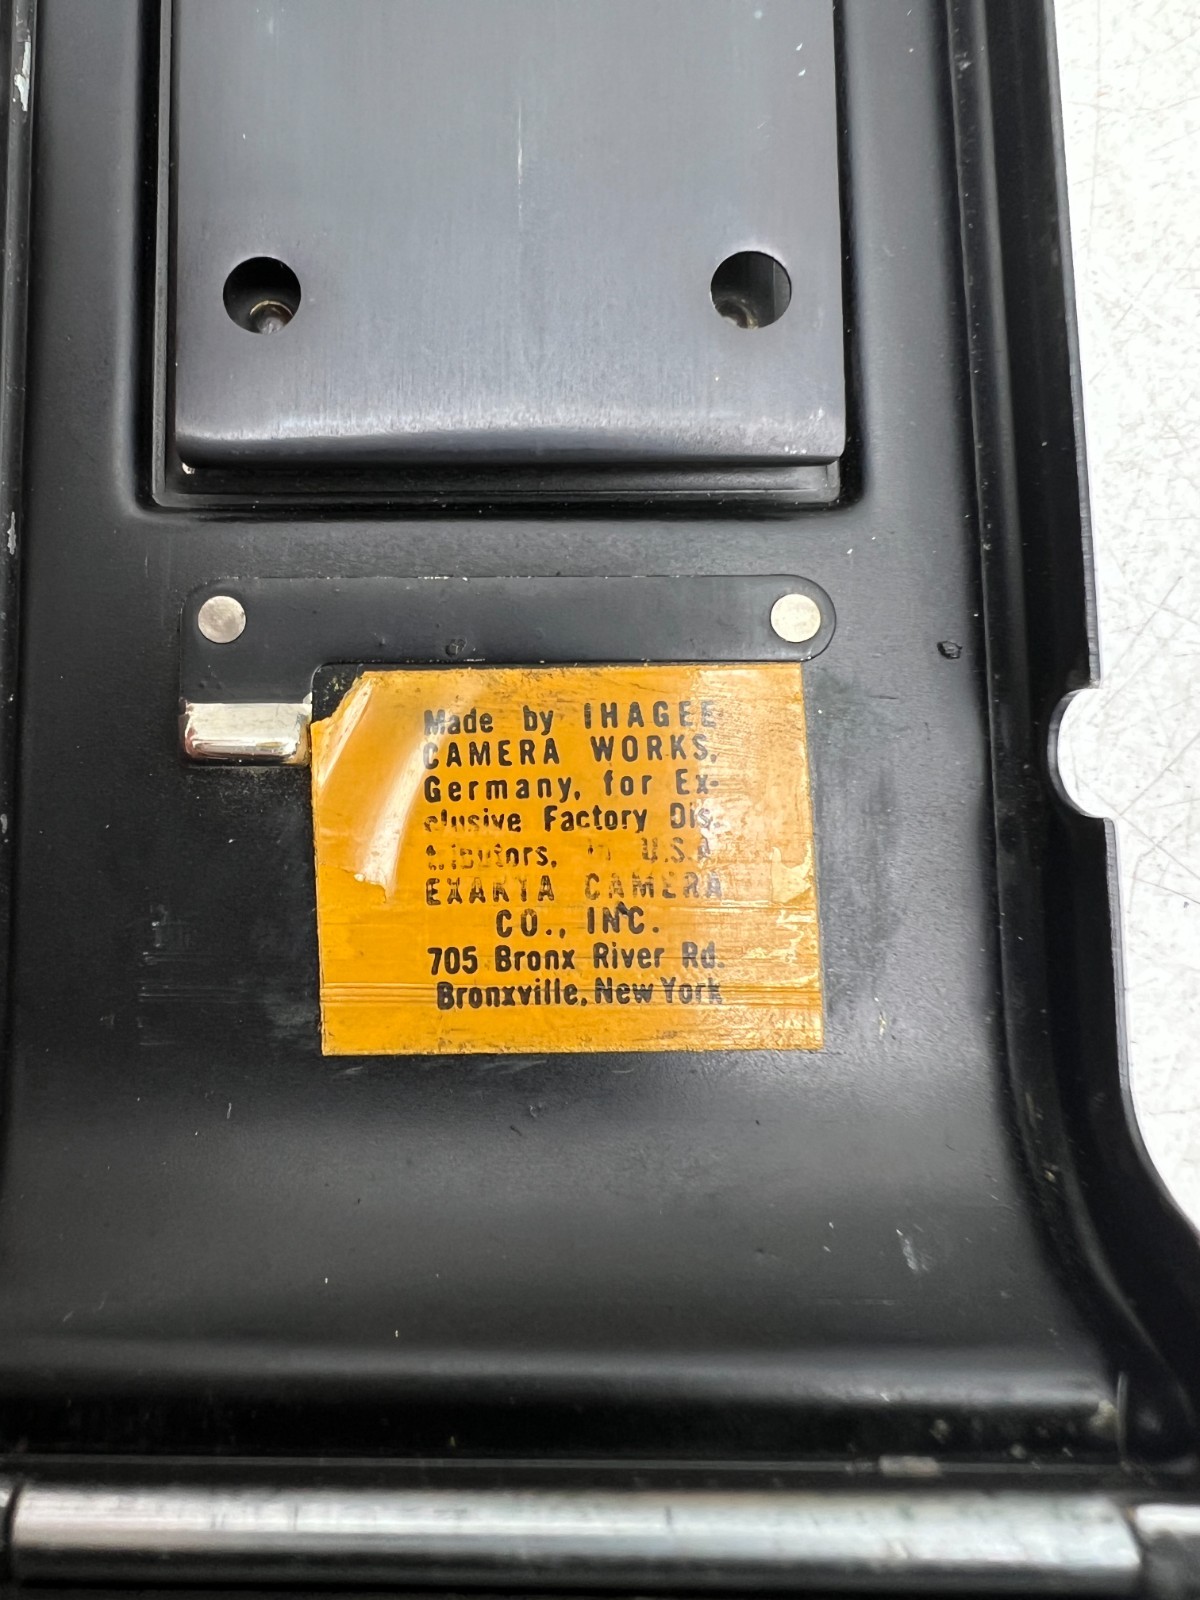 Made by IHAGEE
CAMERA WORKS,
Germany, for Ex-
clusive Factory Dis-
tributors, in U.S.A.
EXAKTA CAMERA
CO., INC.
705 Bronx River Rd.
Bronxville, New York